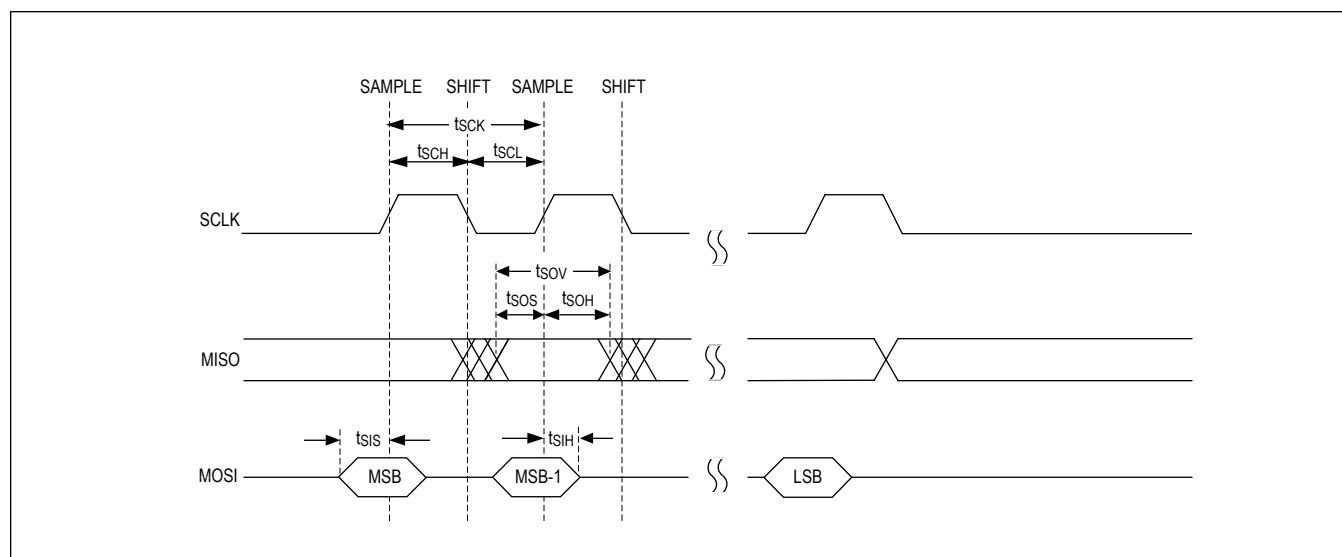 SAMPLE SHIFT SAMPLE SHIFT
tSCK
tSCH tSCL
SCLK
tSOV
tSOS tSOH
MISO
tSIS tSIH
MOSI MSB MSB-1 LSB